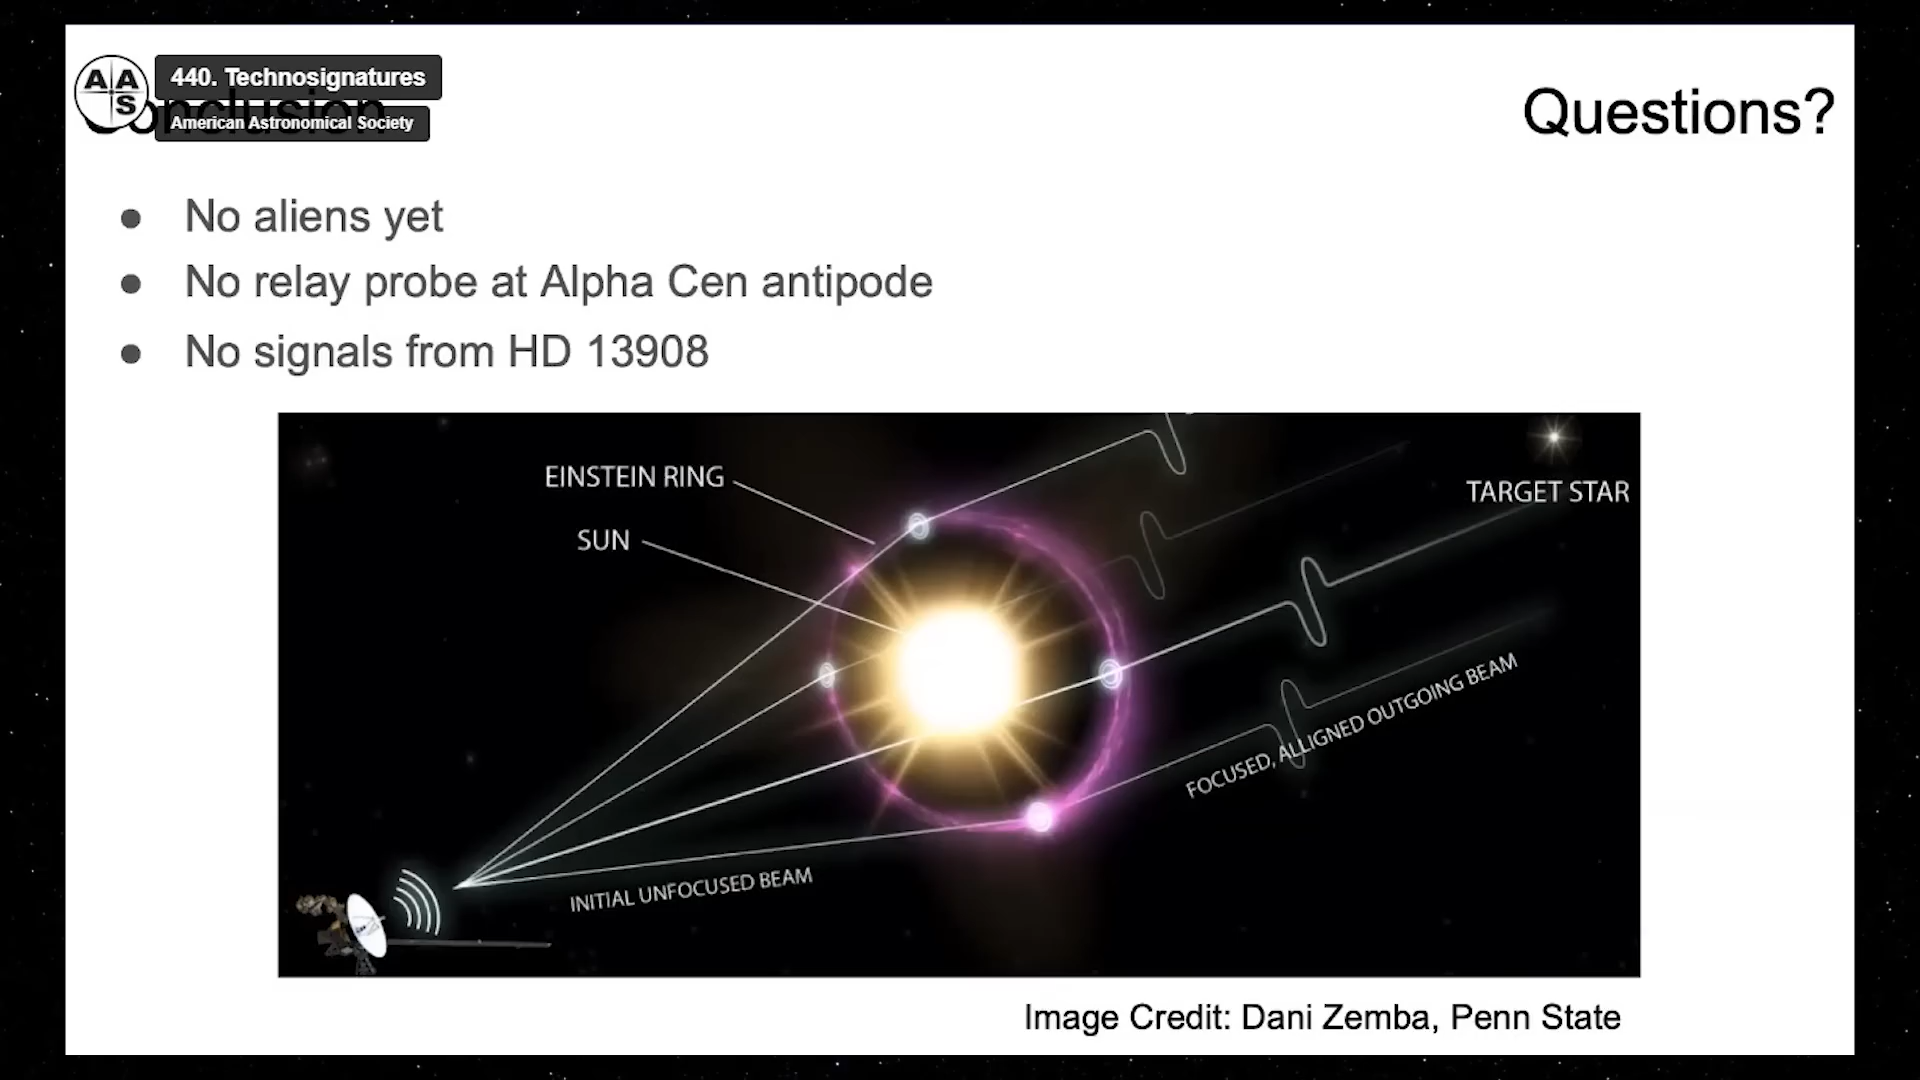 AAS
440. Technosignatures
American Astronomical Society
Conclusion
Questions?
● No aliens yet
● No relay probe at Alpha Cen antipode
● No signals from HD 13908
EINSTEIN RING
SUN
TARGET STAR
FOCUSED, ALLIGNED OUTGOING BEAM
INITIAL UNFOCUSED BEAM
Image Credit: Dani Zemba, Penn State